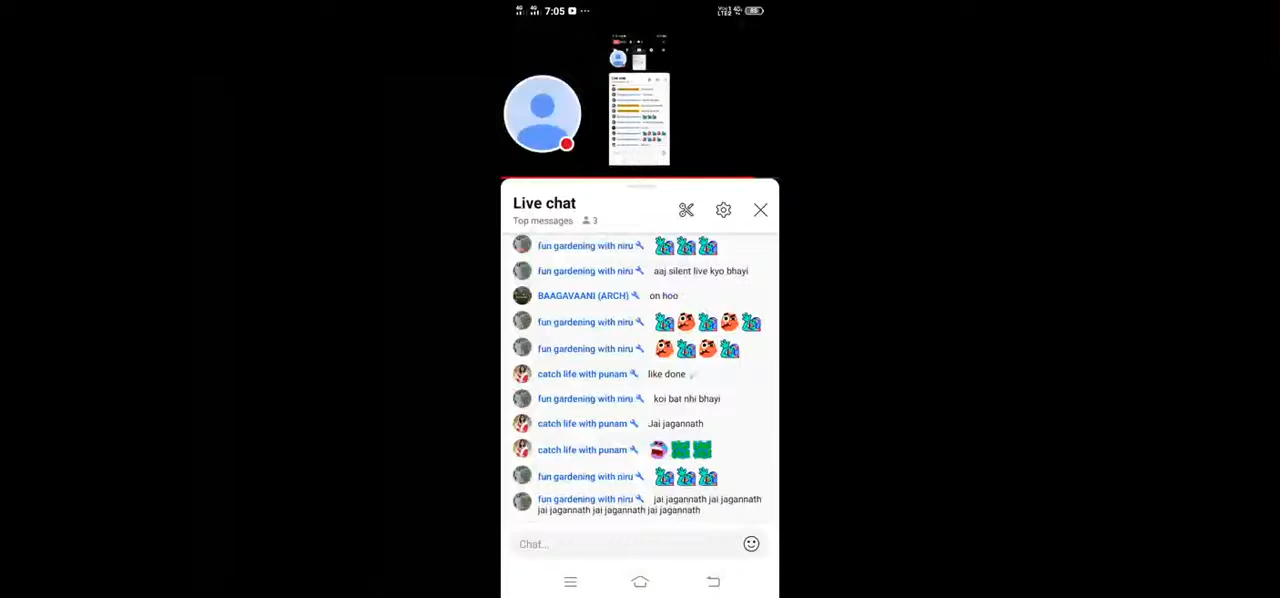 7:05
Live chat
Top messages 3
fun gardening with niru
fun gardening with niru aaj silent live kyo bhayi
BAAGAVAANI (ARCH) on hoo
fun gardening with niru
fun gardening with niru
catch life with punam like done
fun gardening with niru koi bat nhi bhayi
catch life with punam Jai jagannath
catch life with punam
fun gardening with niru
fun gardening with niru jai jagannath jai jagannath
jai jagannath jai jagannath jai jagannath
Chat...